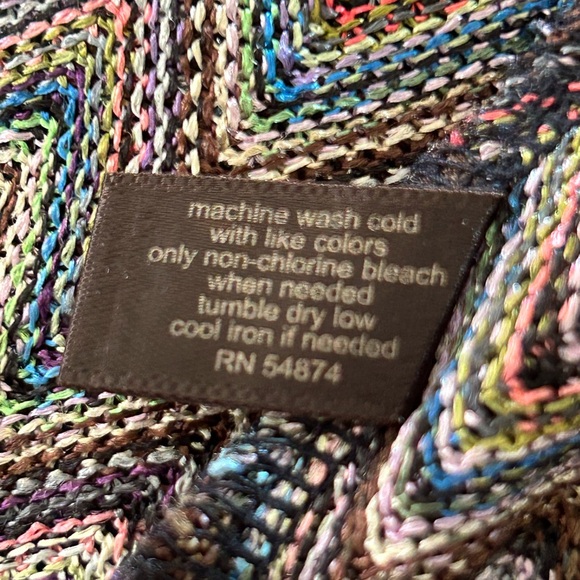 machine wash cold
with like colors
only non-chlorine bleach
when needed
tumble dry low
cool iron if needed
RN 54874